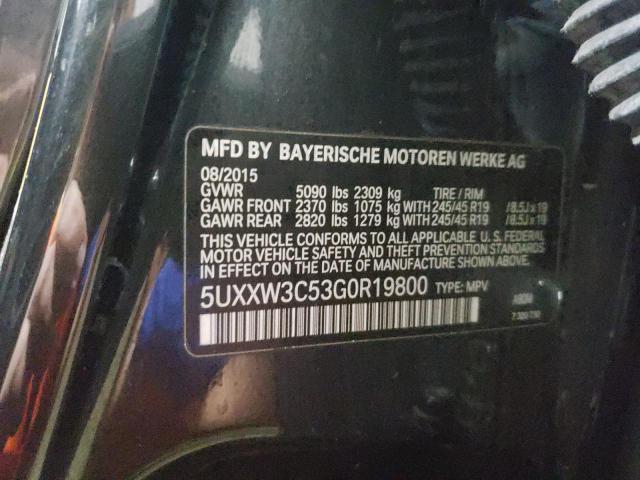 MFD BY BAYERISCHE MOTOREN WERKE AG
08/2015
GVWR 5090 lbs 2309 kg TIRE / RIM
GAWR FRONT 2370 lbs 1075 kg WITH 245/45 R19 /8.5J x 19
GAWR REAR 2820 lbs 1279 kg WITH 245/45 R19 /8.5J x 19
THIS VEHICLE CONFORMS TO ALL APPLICABLE U. S. FEDERAL
MOTOR VEHICLE SAFETY AND THEFT PREVENTION STANDARDS
IN EFFECT ON THE DATE OF MANUFACTURE SHOWN ABOVE.
5UXXW3C53G0R19800 TYPE: MPV